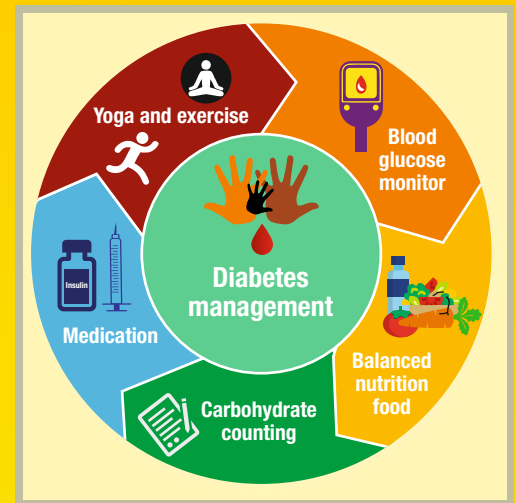 Yoga and exercise
Blood
glucose
monitor
Insulin
Diabetes
management
Medication
Balanced
nutrition
food
Carbohydrate
counting